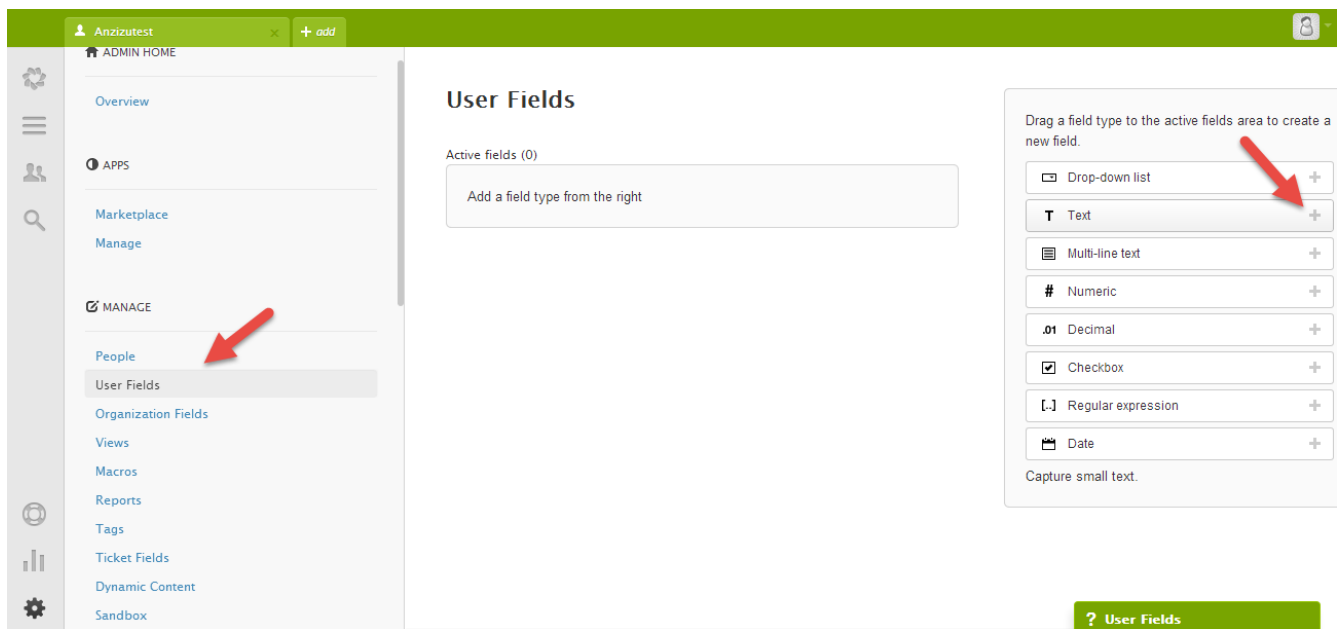 Anzizutest × + add
ADMIN HOME
Overview
APPS
Marketplace
Manage
MANAGE
People
User Fields
Organization Fields
Views
Macros
Reports
Tags
Ticket Fields
Dynamic Content
Sandbox
User Fields
Active fields (0)
Add a field type from the right
Drag a field type to the active fields area to create a
new field.
Drop-down list +
T Text +
Multi-line text +
# Numeric +
.01 Decimal +
Checkbox +
[..] Regular expression +
Date +
Capture small text.
? User Fields